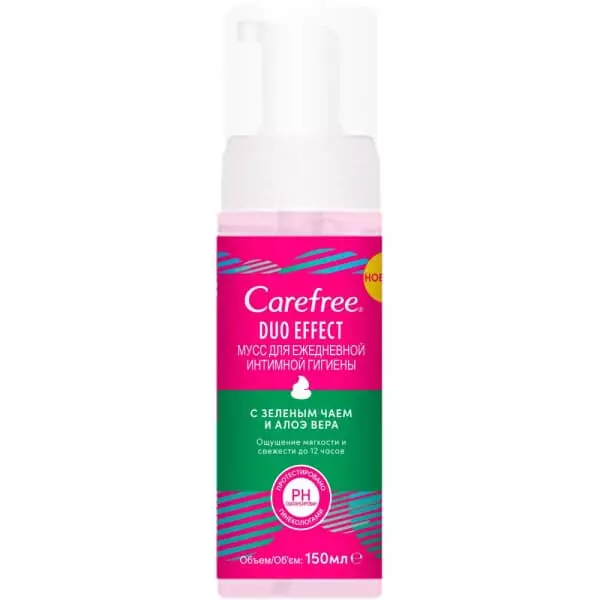 НОВ
Carefree®
DUO EFFECT
МУСС ДЛЯ ЕЖЕДНЕВНОЙ
ИНТИМНОЙ ГИГИЕНЫ
С ЗЕЛЕНЫМ ЧАЕМ
И АЛОЭ ВЕРА
Ощущение мягкости и
свежести до 12 часов
ПРОТЕСТИРОВАНО
PH
ГИНЕКОЛОГАМИ
Объем/Об'єм: 150мл ℮